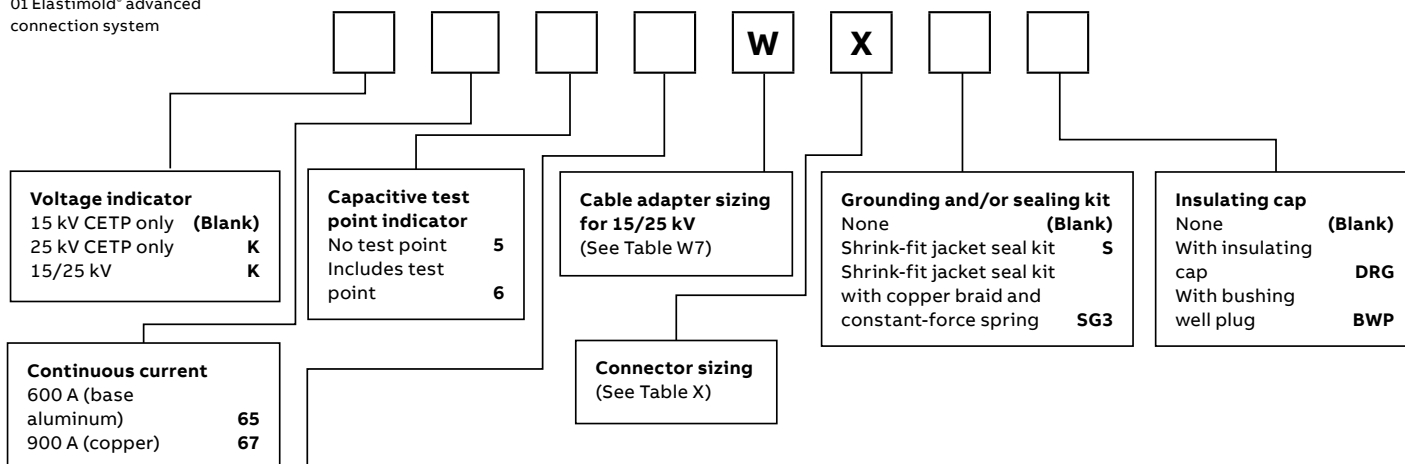 01 Elastimold® advanced
connection system
W X
Voltage indicator
15 kV CETP only (Blank)
25 kV CETP only K
15/25 kV K
Capacitive test
point indicator
No test point 5
Includes test
point 6
Cable adapter sizing
for 15/25 kV
(See Table W7)
Grounding and/or sealing kit
None (Blank)
Shrink-fit jacket seal kit S
Shrink-fit jacket seal kit
with copper braid and
constant-force spring SG3
Insulating cap
None (Blank)
With insulating
cap DRG
With bushing
well plug BWP
Continuous current
600 A (base
aluminum) 65
900 A (copper) 67
Connector sizing
(See Table X)